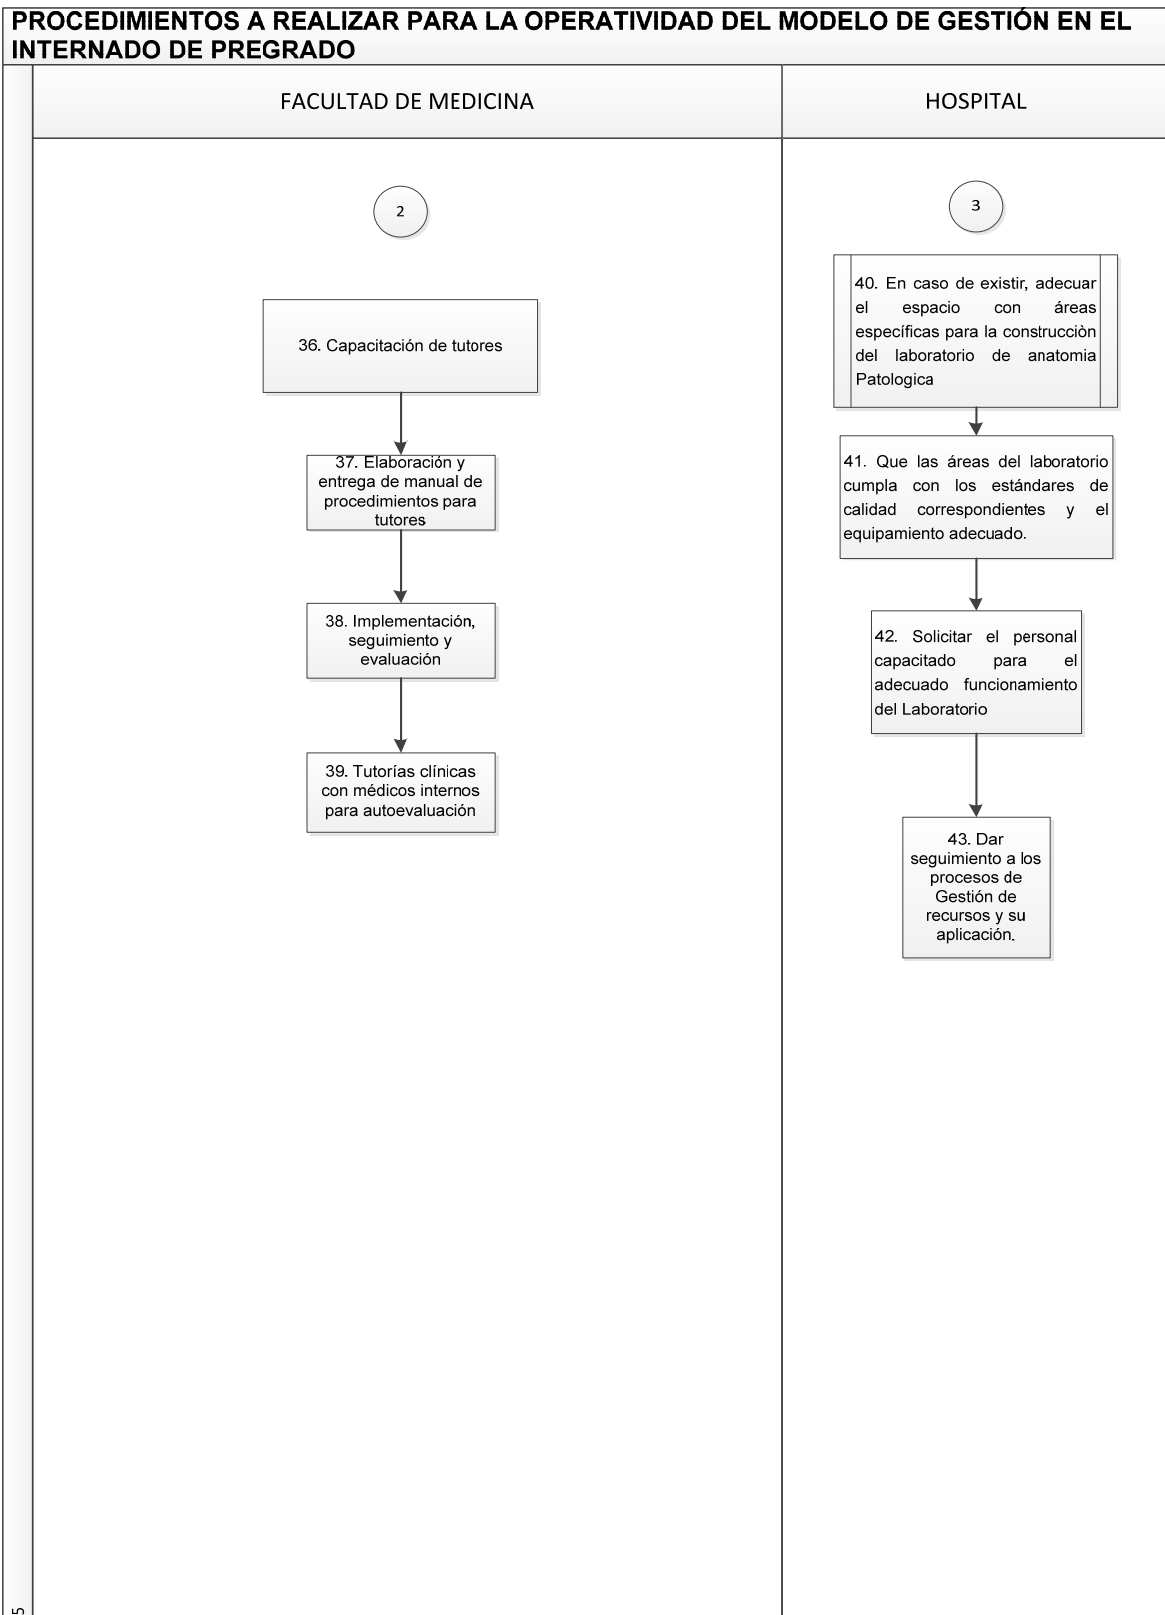 PROCEDIMIENTOS A REALIZAR PARA LA OPERATIVIDAD DEL MODELO DE GESTIÓN EN EL
INTERNADO DE PREGRADO
FACULTAD DE MEDICINA
2
36. Capacitación de tutores
37. Elaboración y
entrega de manual de
procedimientos para
tutores
38. Implementación,
seguimiento y
evaluación
39. Tutorías clínicas
con médicos internos
para autoevaluación
HOSPITAL
3
40. En caso de existir, adecuar
el espacio con áreas
específicas para la construcciòn
del laboratorio de anatomia
Patologica
41. Que las áreas del laboratorio
cumpla con los estándares de
calidad correspondientes y el
equipamiento adecuado.
42. Solicitar el personal
capacitado para el
adecuado funcionamiento
del Laboratorio
43. Dar
seguimiento a los
procesos de
Gestión de
recursos y su
aplicación.
5